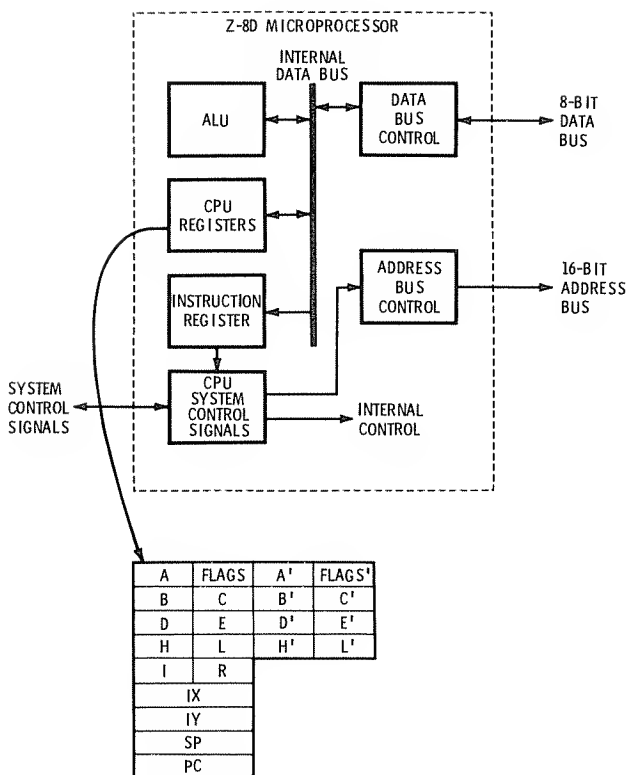 Z-8D MICROPROCESSOR
INTERNAL
DATA BUS
ALU
DATA
BUS
CONTROL
8-BIT
DATA
BUS
CPU
REGISTERS
ADDRESS
BUS
CONTROL
16-BIT
ADDRESS
BUS
INSTRUCTION
REGISTER
SYSTEM
CONTROL
SIGNALS
CPU
SYSTEM
CONTROL
SIGNALS
INTERNAL
CONTROL
A FLAGS A' FLAGS'
B C B' C'
D E D' E'
H L H' L'
I R
IX
IY
SP
PC